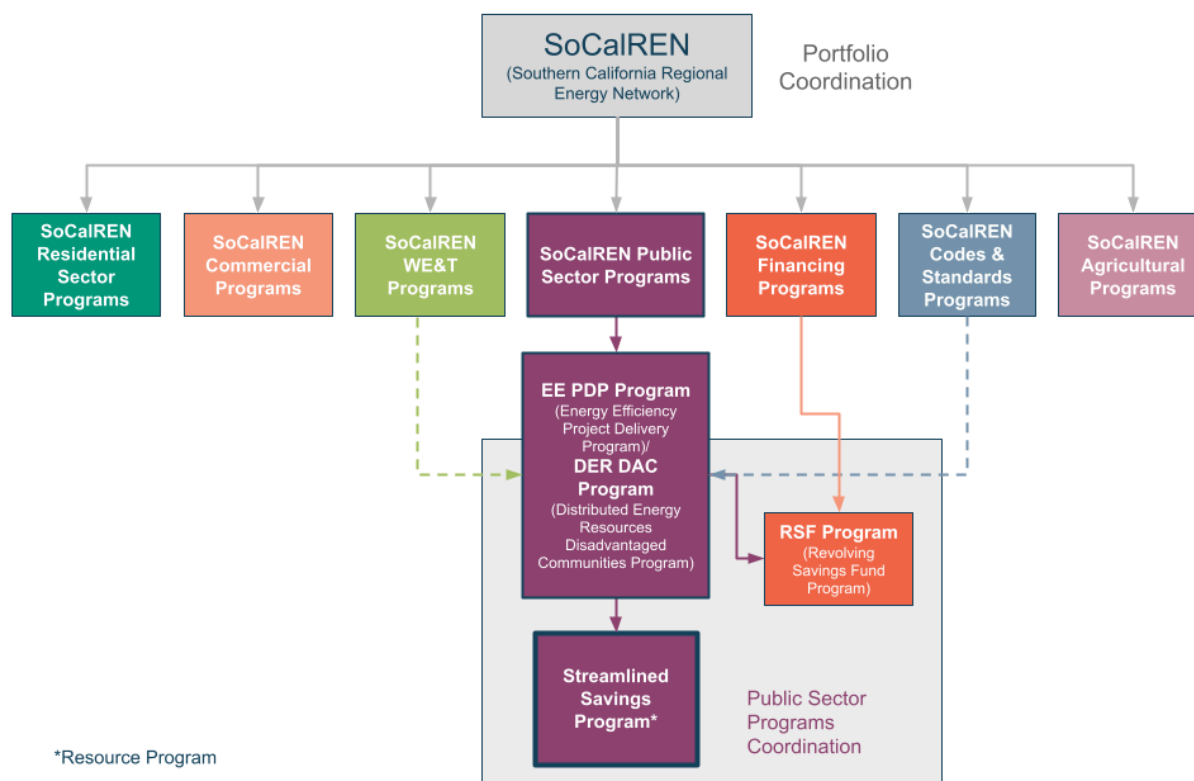 SoCalREN
(Southern California Regional
Energy Network)
Portfolio
Coordination
SoCalREN
Residential
Sector
Programs
SoCalREN
Commercial
Programs
SoCalREN
WE&T
Programs
SoCalREN Public
Sector Programs
SoCalREN
Financing
Programs
SoCalREN
Codes &
Standards
Programs
SoCalREN
Agricultural
Programs
EE PDP Program
(Energy Efficiency
Project Delivery
Program)/
DER DAC
Program
(Distributed Energy
Resources
Disadvantaged
Communities Program)
RSF Program
(Revolving
Savings Fund
Program)
Streamlined
Savings
Program*
Public Sector
Programs
Coordination
*Resource Program